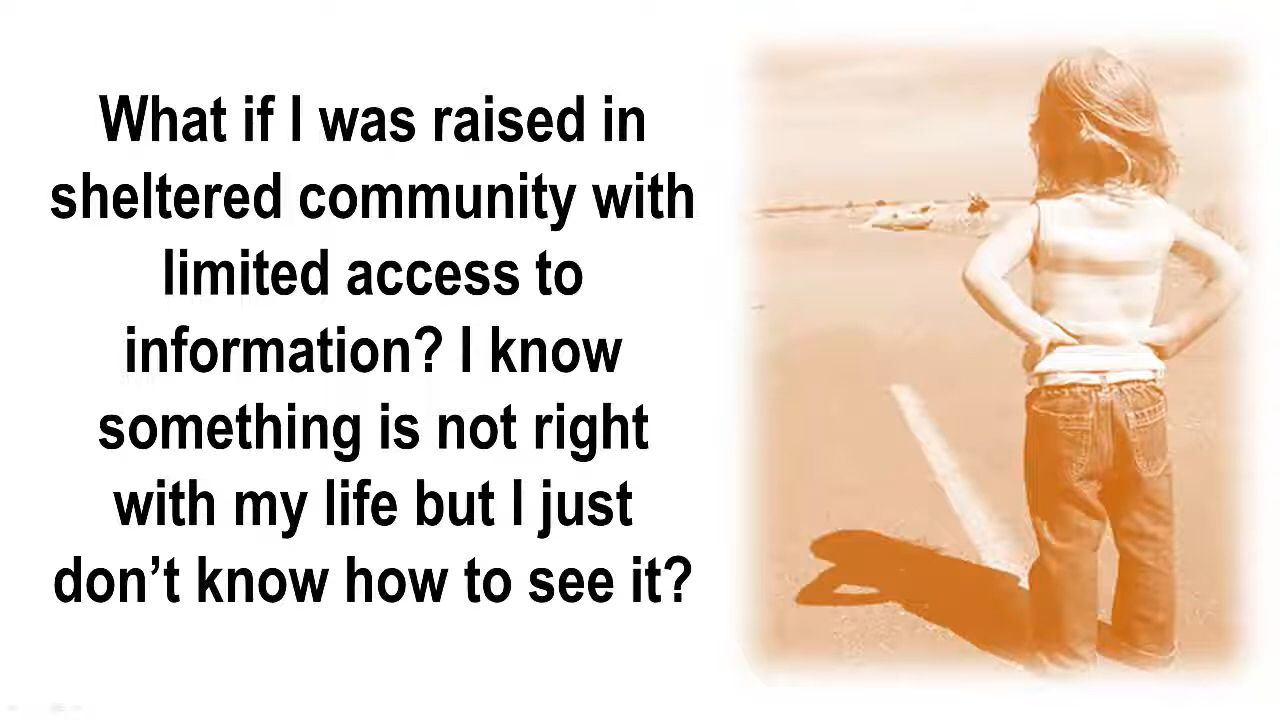 What if I was raised in
sheltered community with
limited access to
information? I know
something is not right
with my life but I just
don’t know how to see it?